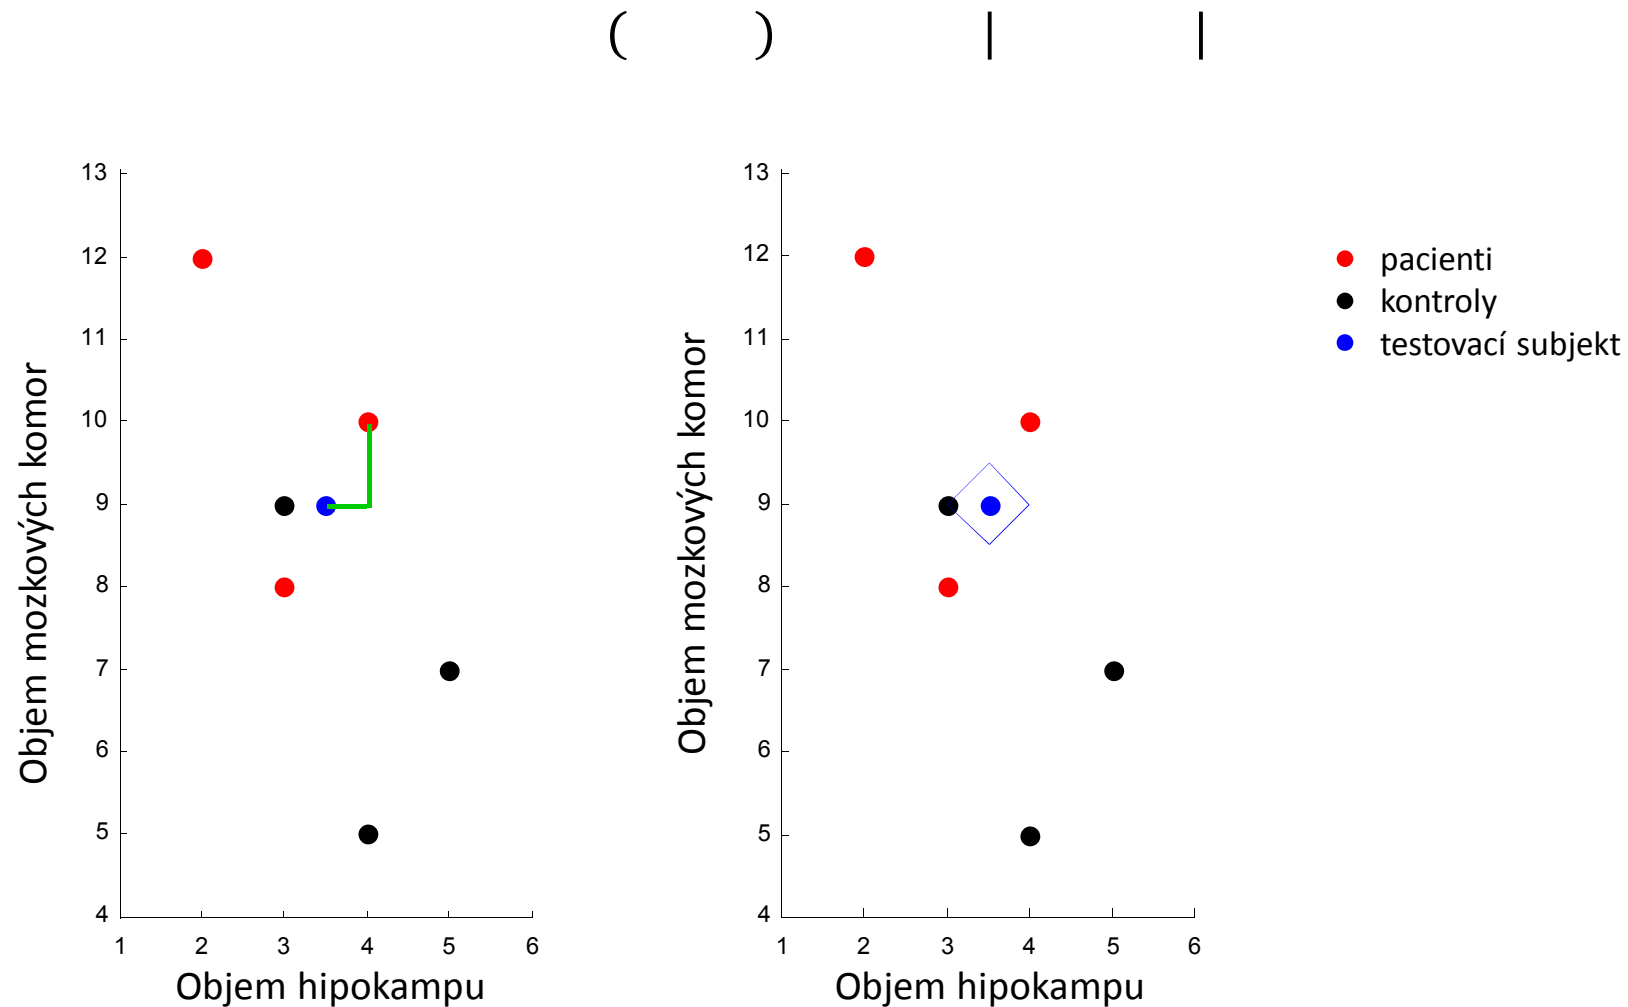 ( ) | |
13
12
11
10
9
8
7
6
5
4
1 2 3 4 5 6
Objem mozkových komor
Objem hipokampu
13
12
11
10
9
8
7
6
5
4
1 2 3 4 5 6
Objem mozkových komor
Objem hipokampu
pacienti
kontroly
testovací subjekt